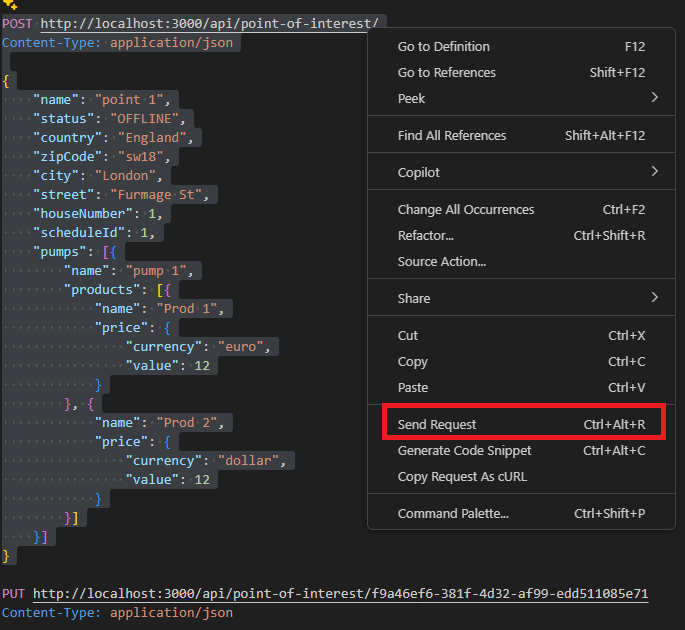 POST http://localhost:3000/api/point-of-interest/
Content-Type: application/json
{
"name": "point 1",
"status": "OFFLINE",
"country": "England",
"zipCode": "sw18",
"city": "London",
"street": "Furmage St",
"houseNumber": 1,
"scheduleId": 1,
"pumps": [{
"name": "pump 1",
"products": [{
"name": "Prod 1",
"price": {
"currency": "euro",
"value": 12
}
}, {
"name": "Prod 2",
"price": {
"currency": "dollar",
"value": 12
}
}]
}]
}
PUT http://localhost:3000/api/point-of-interest/f9a46ef6-381f-4d32-af99-edd511085e71
Content-Type: application/json
Go to Definition F12
Go to References Shift+F12
Peek
Find All References Shift+Alt+F12
Copilot
Change All Occurrences Ctrl+F2
Refactor... Ctrl+Shift+R
Source Action...
Share
Cut Ctrl+X
Copy Ctrl+C
Paste Ctrl+V
Send Request Ctrl+Alt+R
Generate Code Snippet Ctrl+Alt+C
Copy Request As cURL
Command Palette... Ctrl+Shift+P